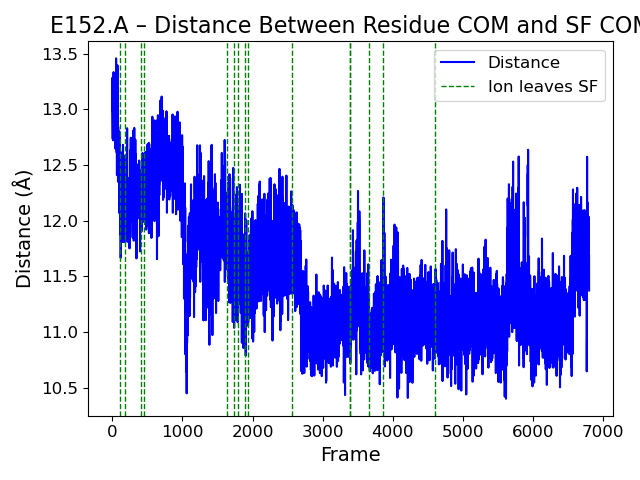 E152.A – Distance Between Residue COM and SF COM
13.5
13.0
12.5
12.0
11.5
11.0
10.5
Distance (Å)
Distance
Ion leaves SF
0 1000 2000 3000 4000 5000 6000 7000
Frame